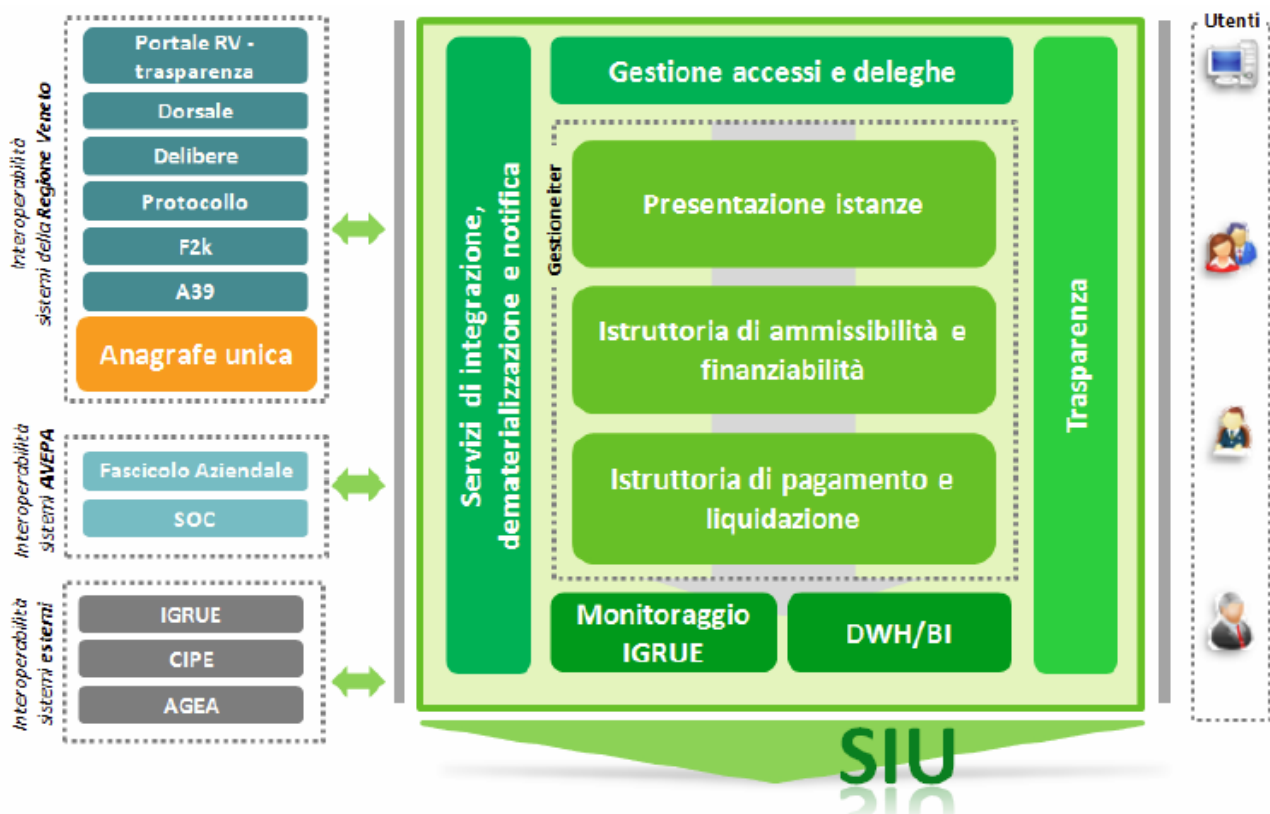 Interoperabilità
sistemi della Regione Veneto
Portale RV -
trasparenza
Dorsale
Delibere
Protocollo
F2k
A39
Anagrafe unica
Interoperabilità
sistemi AVEPA
Fascicolo Aziendale
SOC
Interoperabilità
sistemi esterni
IGRUE
CIPE
AGEA
Servizi di integrazione,
dematerializzazione e notifica
Gestione accessi e deleghe
Gestione iter
Presentazione istanze
Istruttoria di ammissibilità e
finanziabilità
Istruttoria di pagamento e
liquidazione
Monitoraggio
IGRUE
DWH/BI
Trasparenza
SIU
Utenti